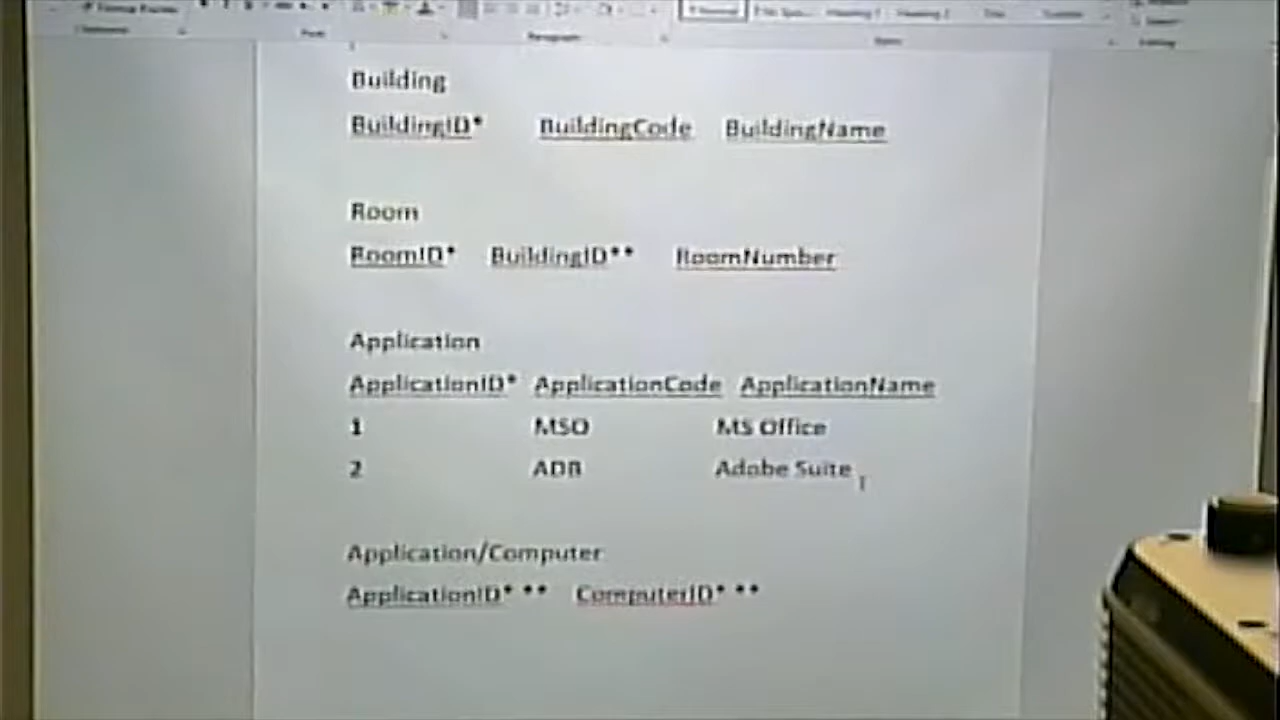 Building
BuildingID* BuildingCode BuildingName
Room
RoomID* BuildingID** RoomNumber
Application
ApplicationID* ApplicationCode ApplicationName
1 MSO MS Office
2 ADB Adobe Suite
Application/Computer
ApplicationID* ** ComputerID* **